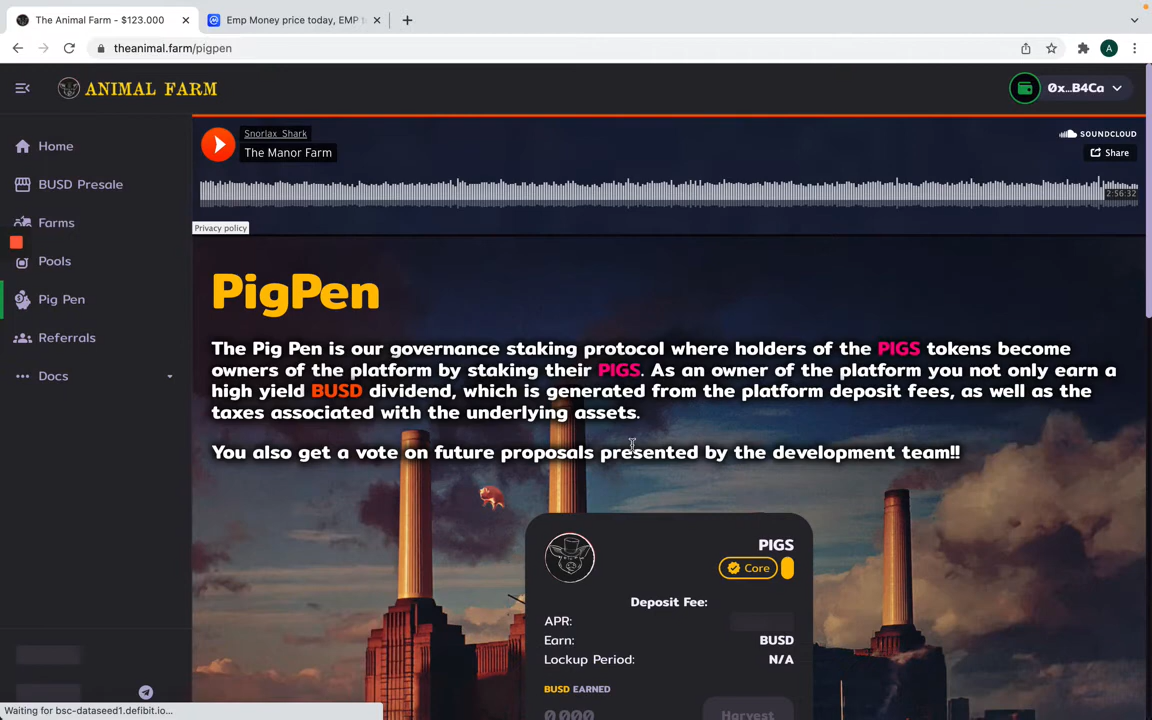 The Animal Farm - $123.000
Emp Money price today, EMP t
theanimal.farm/pigpen
A
ANIMAL FARM
0x...B4Ca
Home
BUSD Presale
Farms
Pools
Pig Pen
Referrals
Docs
Snorlax_Shark
The Manor Farm
SOUNDCLOUD
Share
2:56:32
Privacy policy
PigPen
The Pig Pen is our governance staking protocol where holders of the PIGS tokens become
owners of the platform by staking their PIGS. As an owner of the platform you not only earn a
high yield BUSD dividend, which is generated from the platform deposit fees, as well as the
taxes associated with the underlying assets.
You also get a vote on future proposals presented by the development team!!
PIGS
Core
Deposit Fee:
APR:
Earn: BUSD
Lockup Period: N/A
BUSD EARNED
0.000
Harvest
Waiting for bsc-dataseed1.defibit.io...